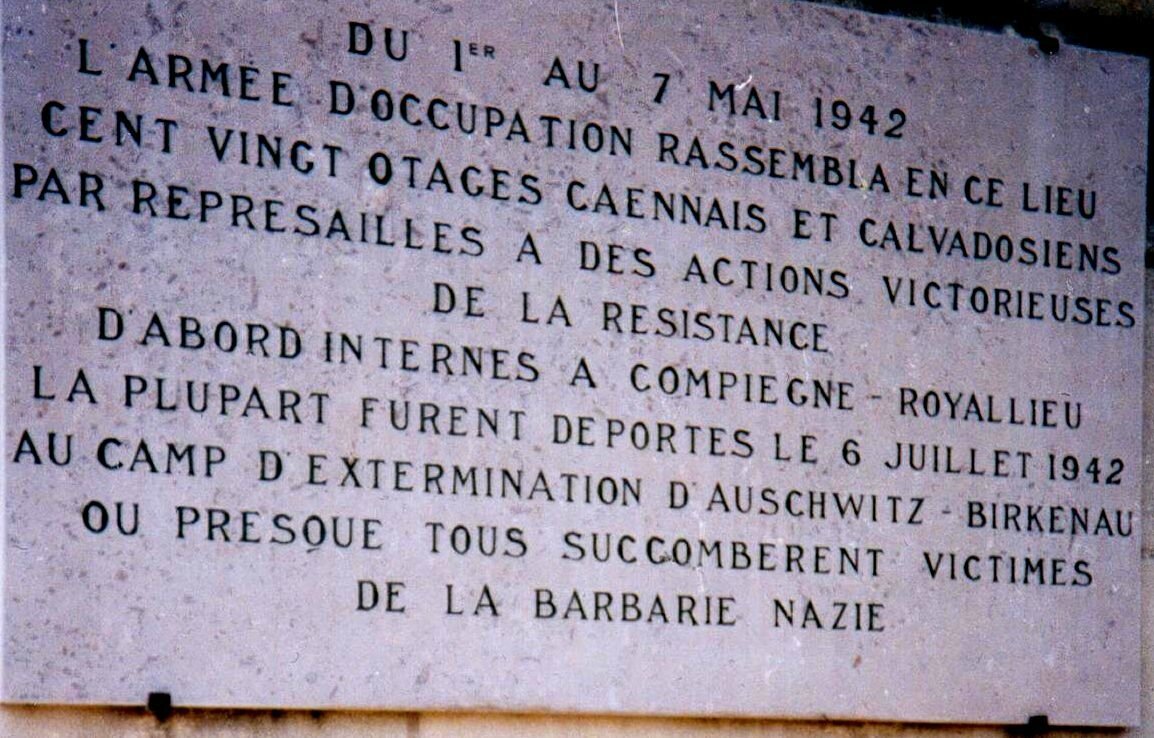 DU 1ER AU 7 MAI 1942
L'ARMÉE D'OCCUPATION RASSEMBLA EN CE LIEU
CENT VINGT OTAGES CAENNAIS ET CALVADOSIENS
PAR REPRESAILLES A DES ACTIONS VICTORIEUSES
DE LA RESISTANCE
D'ABORD INTERNES A COMPIEGNE - ROYALLIEU
LA PLUPART FURENT DEPORTES LE 6 JUILLET 1942
AU CAMP D'EXTERMINATION D'AUSCHWITZ - BIRKENAU
OU PRESQUE TOUS SUCCOMBERENT VICTIMES
DE LA BARBARIE NAZIE